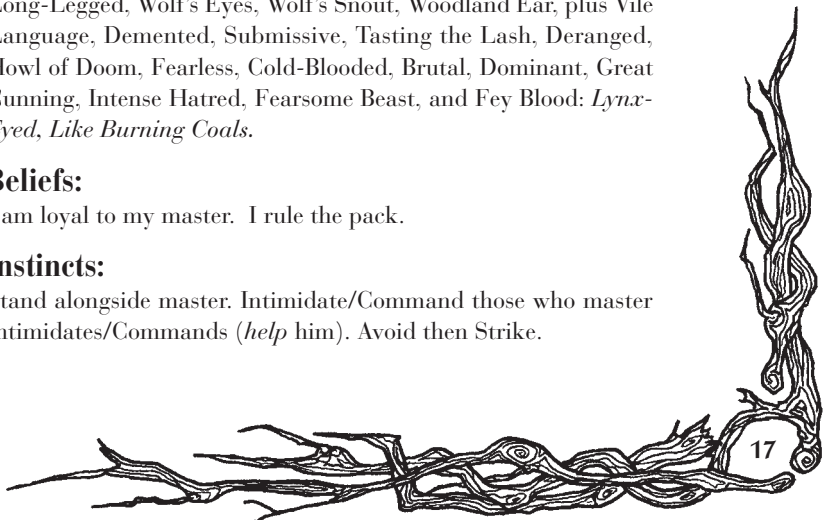 Long-Legged, Wolf's Eyes, Wolf's Snout, Woodland Ear, plus Vile
Language, Demented, Submissive, Tasting the Lash, Deranged,
Howl of Doom, Fearless, Cold-Blooded, Brutal, Dominant, Great
Cunning, Intense Hatred, Fearsome Beast, and Fey Blood: Lynx-
Eyed, Like Burning Coals.
Beliefs:
am loyal to my master. I rule the pack.
Instincts:
Stand alongside master. Intimidate/Command those who master
Intimidates/Commands (help him). Avoid then Strike.
17